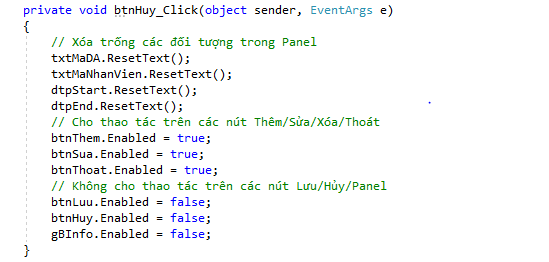 private void btnHuy_Click(object sender, EventArgs e)
{
// Xóa trống các đối tượng trong Panel
txtMaDA.ResetText();
txtMaNhanVien.ResetText();
dtpStart.ResetText();
dtpEnd.ResetText();
// Cho thao tác trên các nút Thêm/Sửa/Xóa/Thoát
btnThem.Enabled = true;
btnSua.Enabled = true;
btnThoat.Enabled = true;
// Không cho thao tác trên các nút Lưu/Hủy/Panel
btnLuu.Enabled = false;
btnHuy.Enabled = false;
gBInfo.Enabled = false;
}